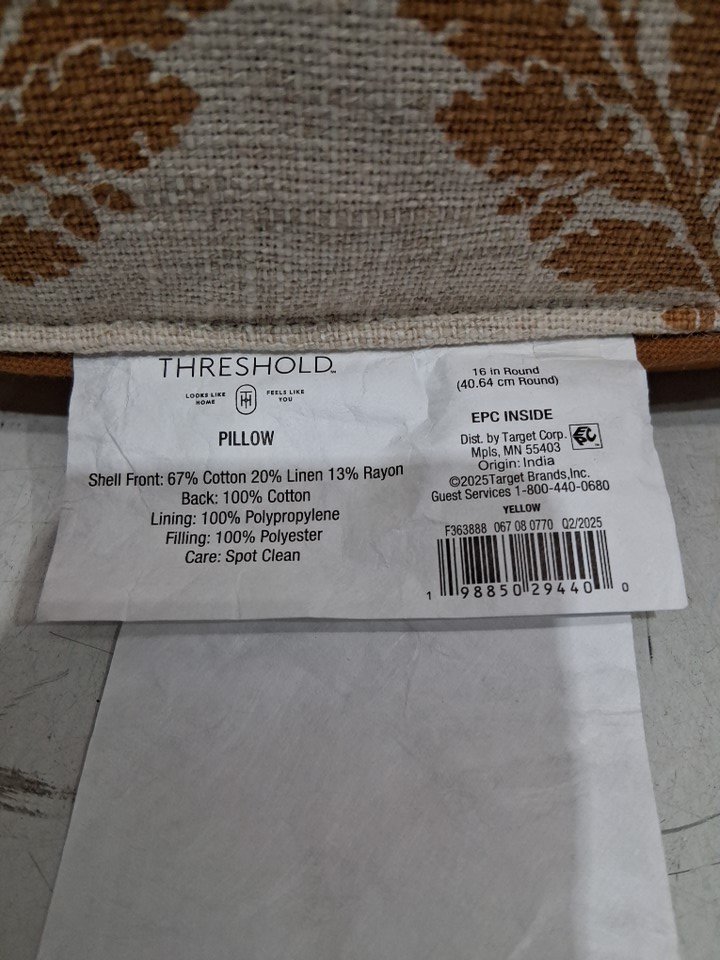 THRESHOLD™
LOOKS LIKE HOME TH FEELS LIKE YOU
PILLOW
Shell Front: 67% Cotton 20% Linen 13% Rayon
Back: 100% Cotton
Lining: 100% Polypropylene
Filling: 100% Polyester
Care: Spot Clean
16 in Round
(40.64 cm Round)
EPC INSIDE
Dist. by Target Corp.
Mpls, MN 55403
Origin: India
©2025Target Brands,Inc.
Guest Services 1-800-440-0680
YELLOW
F363888 067 08 0770 Q2/2025
1 98850 29440 0